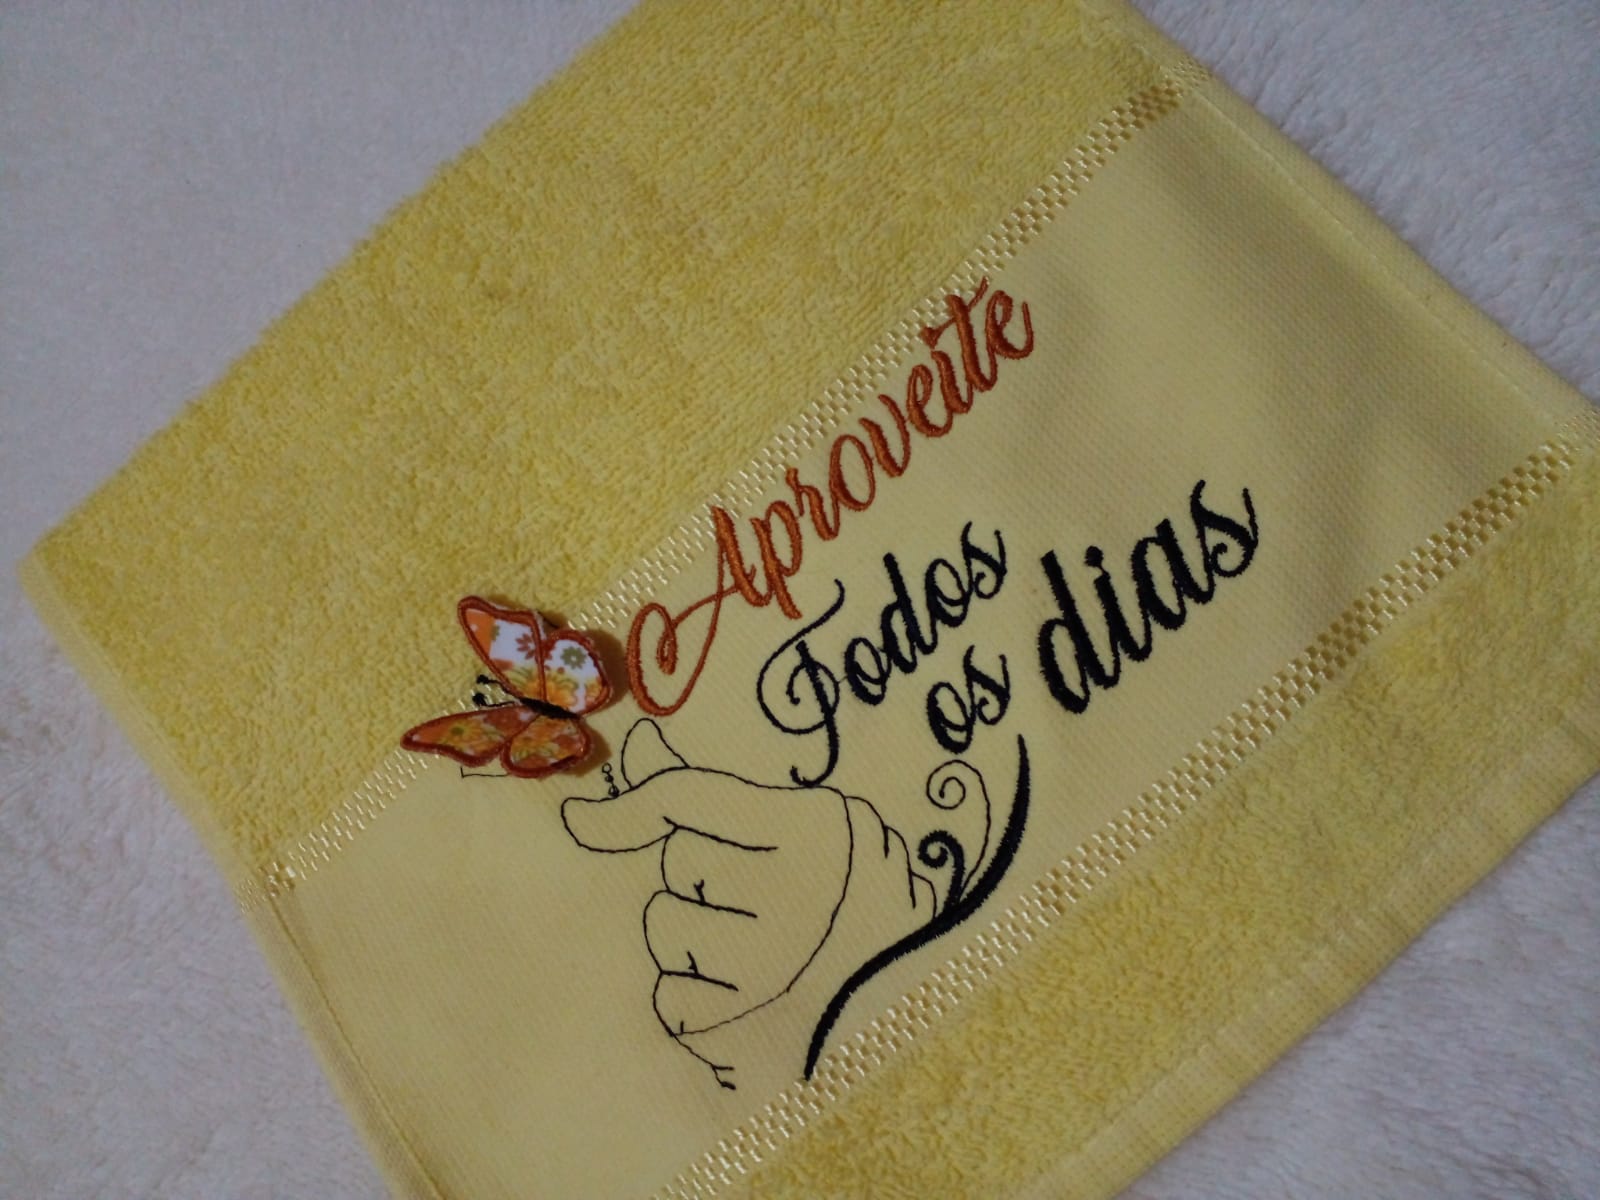 Aproveite
Todos
os dias